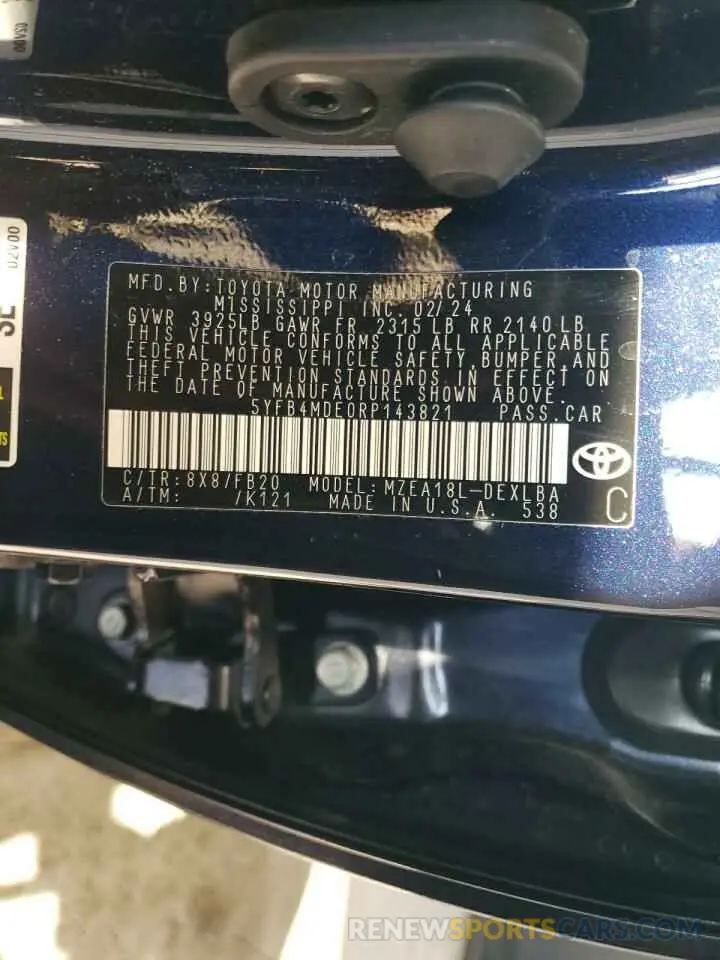 MFD.BY:TOYOTA MOTOR MANUFACTURING
MISSISSIPPI INC. 02/24
GVWR 3925LB GAWR FR 2315 LB RR 2140 LB
THIS VEHICLE CONFORMS TO ALL APPLICABLE
FEDERAL MOTOR VEHICLE SAFETY, BUMPER, AND
THEFT PREVENTION STANDARDS IN EFFECT ON
THE DATE OF MANUFACTURE SHOWN ABOVE.
5YFB4MDE0RP143821 PASS.CAR
C/TR:8X8/FB20 MODEL:MZEA18L-DEXLBA
A/TM: /K121 MADE IN U.S.A. 538
C
SE
02V00
RENEWSPORTSCARS.COM